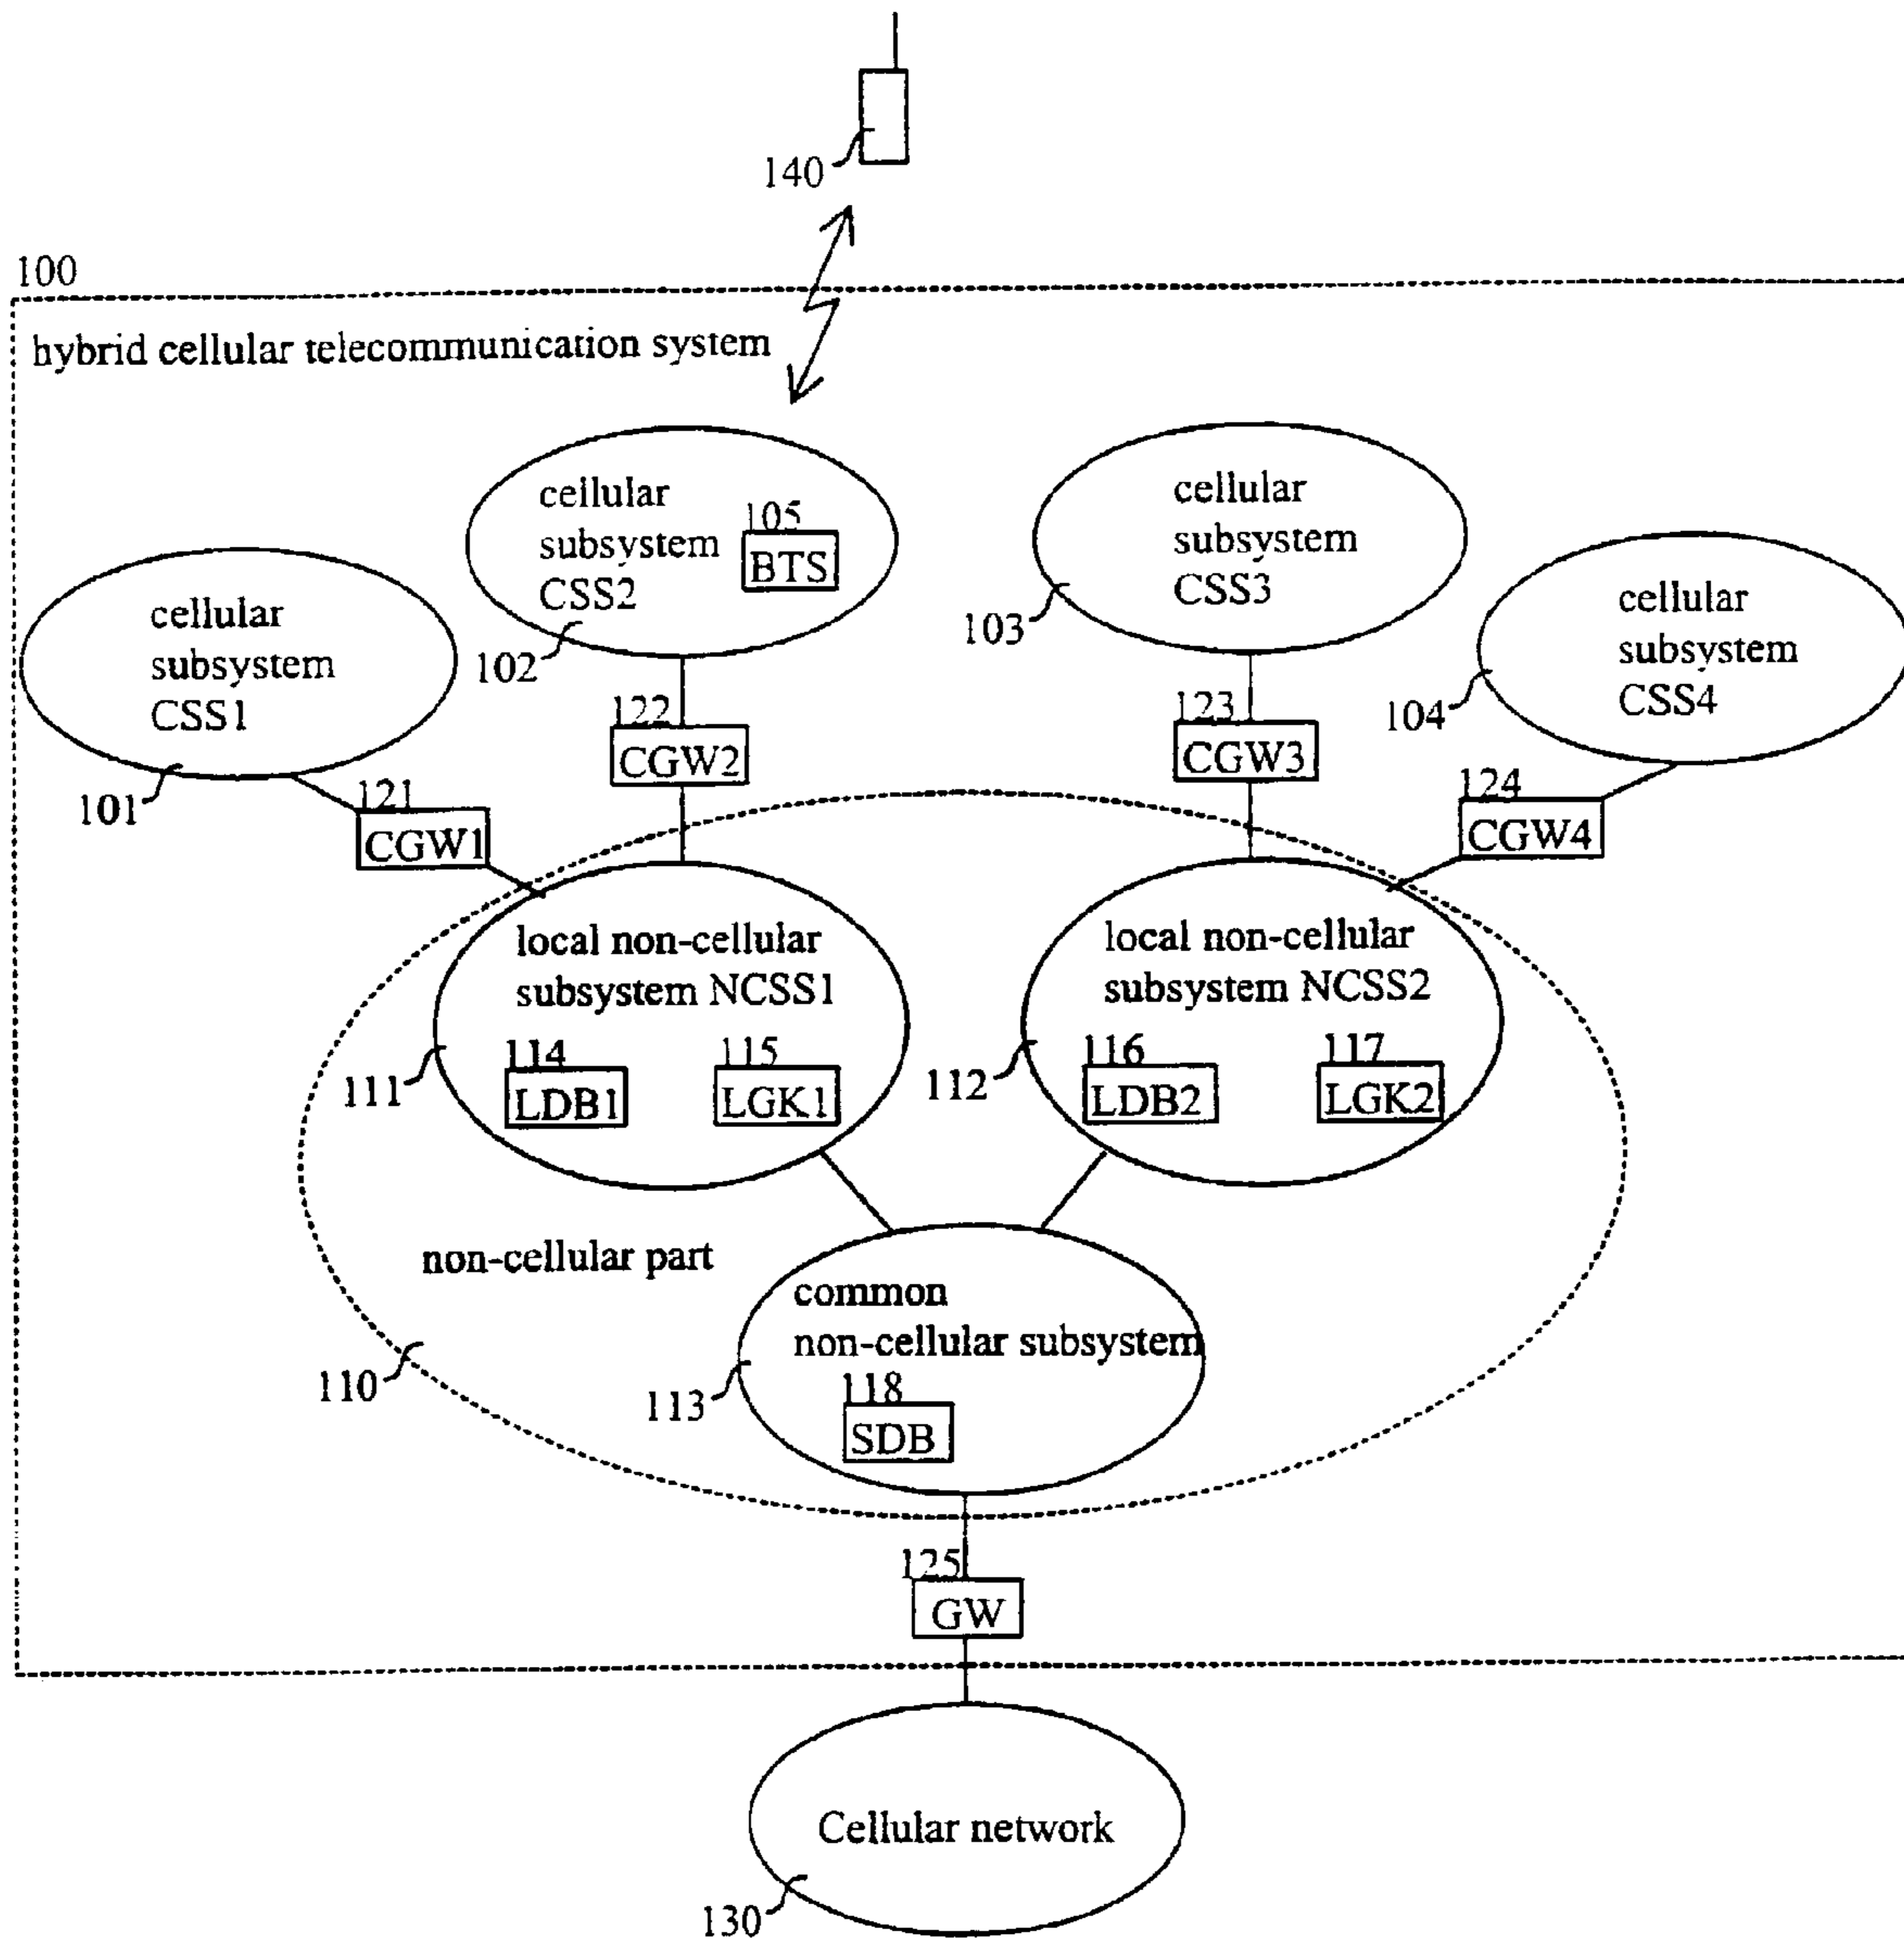 140
100
hybrid cellular telecommunication system
cellular
subsystem
CSS1
101
cellular
subsystem
CSS2
105
BTS
102
cellular
subsystem
CSS3
103
cellular
subsystem
CSS4
104
121
CGW1
122
CGW2
123
CGW3
124
CGW4
local non-cellular
subsystem NCSS1
114
LDB1
115
LGK1
111
local non-cellular
subsystem NCSS2
116
LDB2
117
LGK2
112
non-cellular part
110
common
non-cellular subsystem
118
SDB
113
125
GW
Cellular network
130